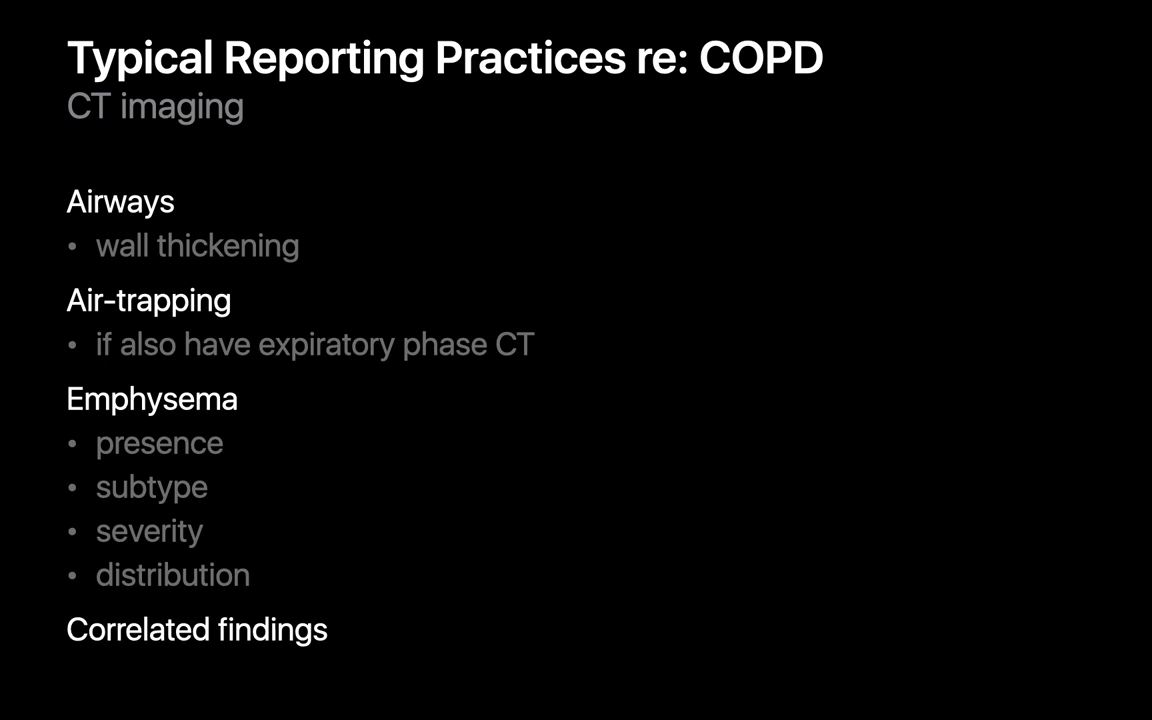 Typical Reporting Practices re: COPD
CT imaging
Airways
• wall thickening
Air-trapping
• if also have expiratory phase CT
Emphysema
• presence
• subtype
• severity
• distribution
Correlated findings